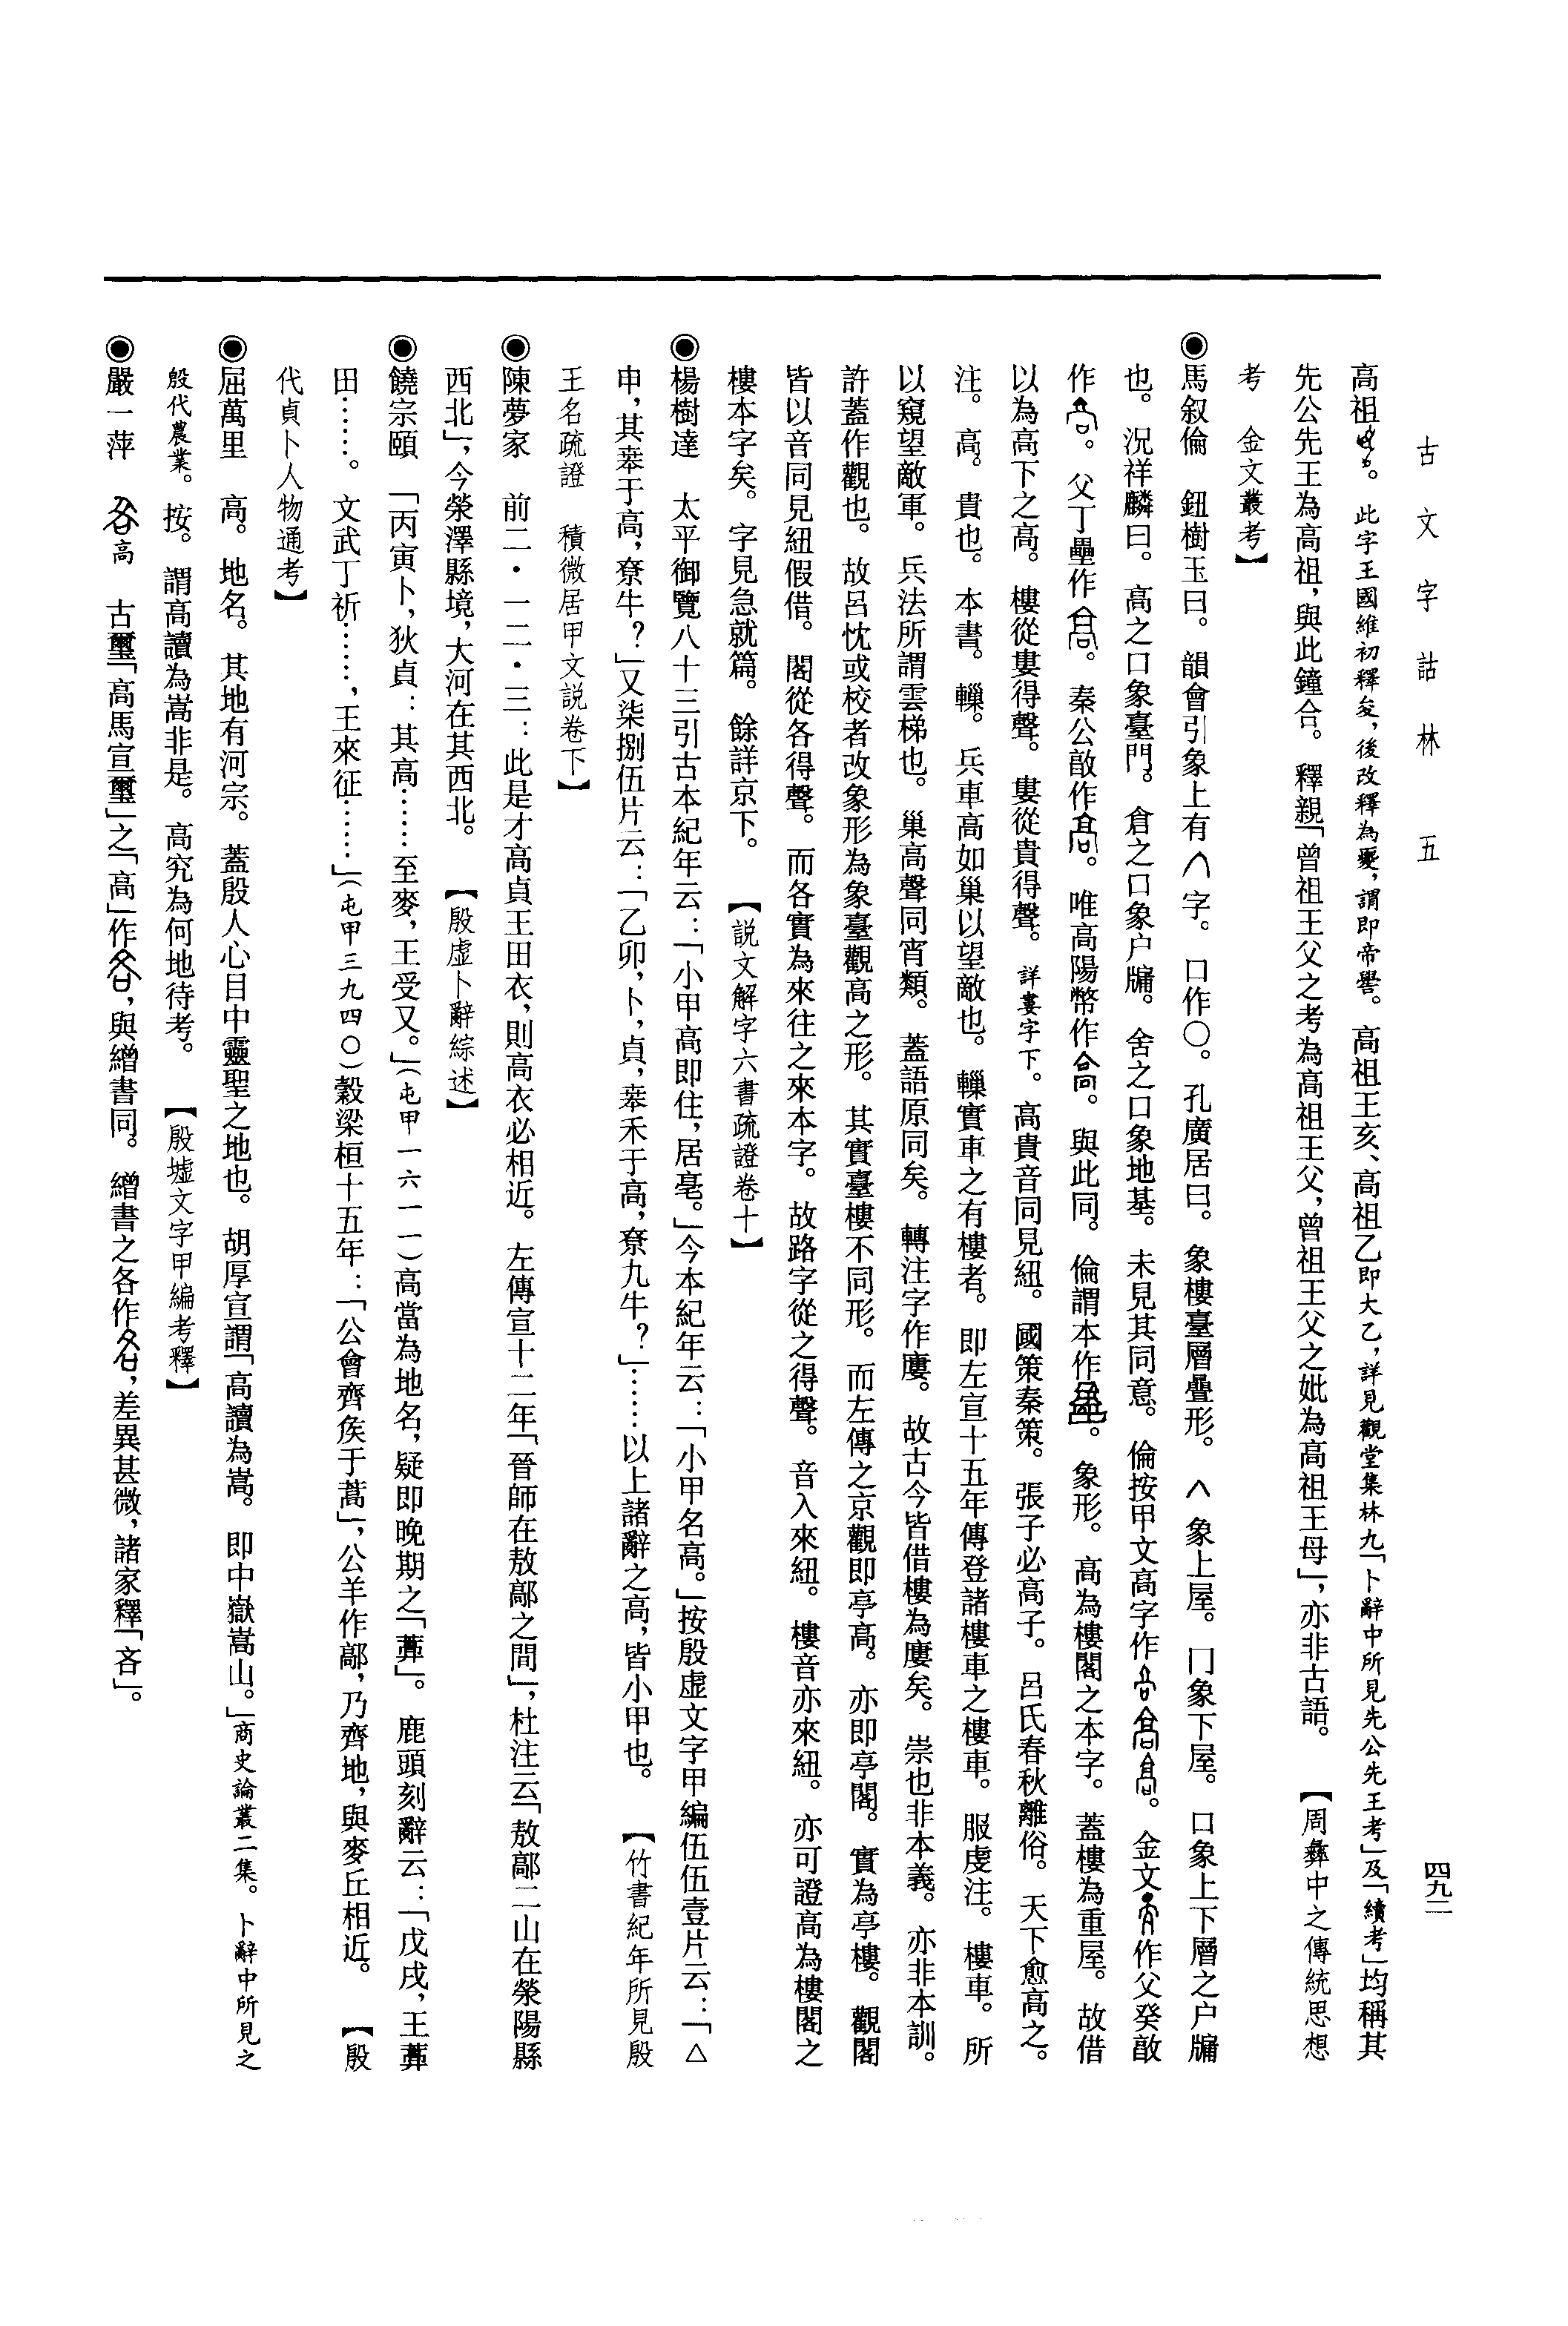 古文字詁林　五
四九二
高祖。此字王國維初釋夋，後改釋為夒，謂即帝嚳。高祖王亥、高祖乙即大乙，詳見觀堂集林九「卜辭中所見先公先王考」及「續考」均稱其
先公先王為高祖，與此鐘合。釋親「曾祖王父之考為高祖王父，曾祖王父之妣為高祖王母」，亦非古語。【周彝中之傳統思想
考　金文叢考】
◉馬叙倫　鈕樹玉曰。韻會引象上有𠆢字。口作〇。孔廣居曰。象樓臺層疊形。𠆢象上屋。冂象下屋。口象上下層之户牖
也。況祥麟曰。高之口象臺門。倉之口象户牖。舍之口象地基。未見其同意。倫按甲文高字作。金文作父癸𣪘
作。父丁罍作。秦公𣪘作。唯高陽幣作。與此同。倫謂本作。象形。高為樓閣之本字。蓋樓為重屋。故借
以為高下之高。樓從婁得聲。婁從貴得聲。詳婁字下。高貴音同見紐。國策秦策。張子必高子。呂氏春秋離俗。天下愈高之。
注。高。貴也。本書。轈。兵車高如巢以望敵也。轈實車之有樓者。即左宣十五年傳登諸樓車之樓車。服虔注。樓車。所
以窺望敵軍。兵法所謂雲梯也。巢高聲同宵類。蓋語原同矣。轉注字作廔。故古今皆借樓為廔矣。崇也非本義。亦非本訓。
許蓋作觀也。故呂忱或校者改象形為象臺觀高之形。其實臺樓不同形。而左傳之京觀即亭高。亦即亭閣。實為亭樓。觀閣
皆以音同見紐假借。閣從各得聲。而各實為來往之來本字。故路字從之得聲。音入來紐。樓音亦來紐。亦可證高為樓閣之
樓本字矣。字見急就篇。餘詳京下。【説文解字六書疏證卷十】
◉楊樹達　太平御覽八十三引古本紀年云：「小甲高即住，居亳。」今本紀年云：「小甲名高。」按殷虛文字甲編伍伍壹片云：「△
申，其𠦪于高，尞牛？」又柒捌伍片云：「乙卯，卜，貞，𠦪禾于高，尞九牛？」……以上諸辭之高，皆小甲也。【竹書紀年所見殷
王名疏證　積微居甲文説卷下】
◉陳夢家　前二・一二・三：此是才高貞王田衣，則高衣必相近。左傳宣十二年「晉師在敖鄗之間」，杜注云「敖鄗二山在滎陽縣
西北」，今滎澤縣境，大河在其西北。【殷虛卜辭綜述】
◉饒宗頤　「丙寅卜，狄貞：其高……至麥，王受又。」（屯甲一六一一）高當為地名，疑即晚期之「𦺇」。鹿頭刻辭云：「戊戌，王𦺇
田……。文武丁祈……，王來征……」（屯甲三九四〇）穀梁桓十五年：「公會齊矦于蒿」，公羊作鄗，乃齊地，與麥丘相近。【殷
代貞卜人物通考】
◉屈萬里　高。地名。其地有河宗。蓋殷人心目中靈聖之地也。胡厚宣謂「高讀為嵩。即中嶽嵩山。」商史論叢二集。卜辭中所見之
殷代農業。按。謂高讀為嵩非是。高究為何地待考。【殷墟文字甲編考釋】
◉嚴一萍　高　古璽「高馬宣璽」之「高」作，與繒書同。繒書之各作，差異甚微，諸家釋「吝」。